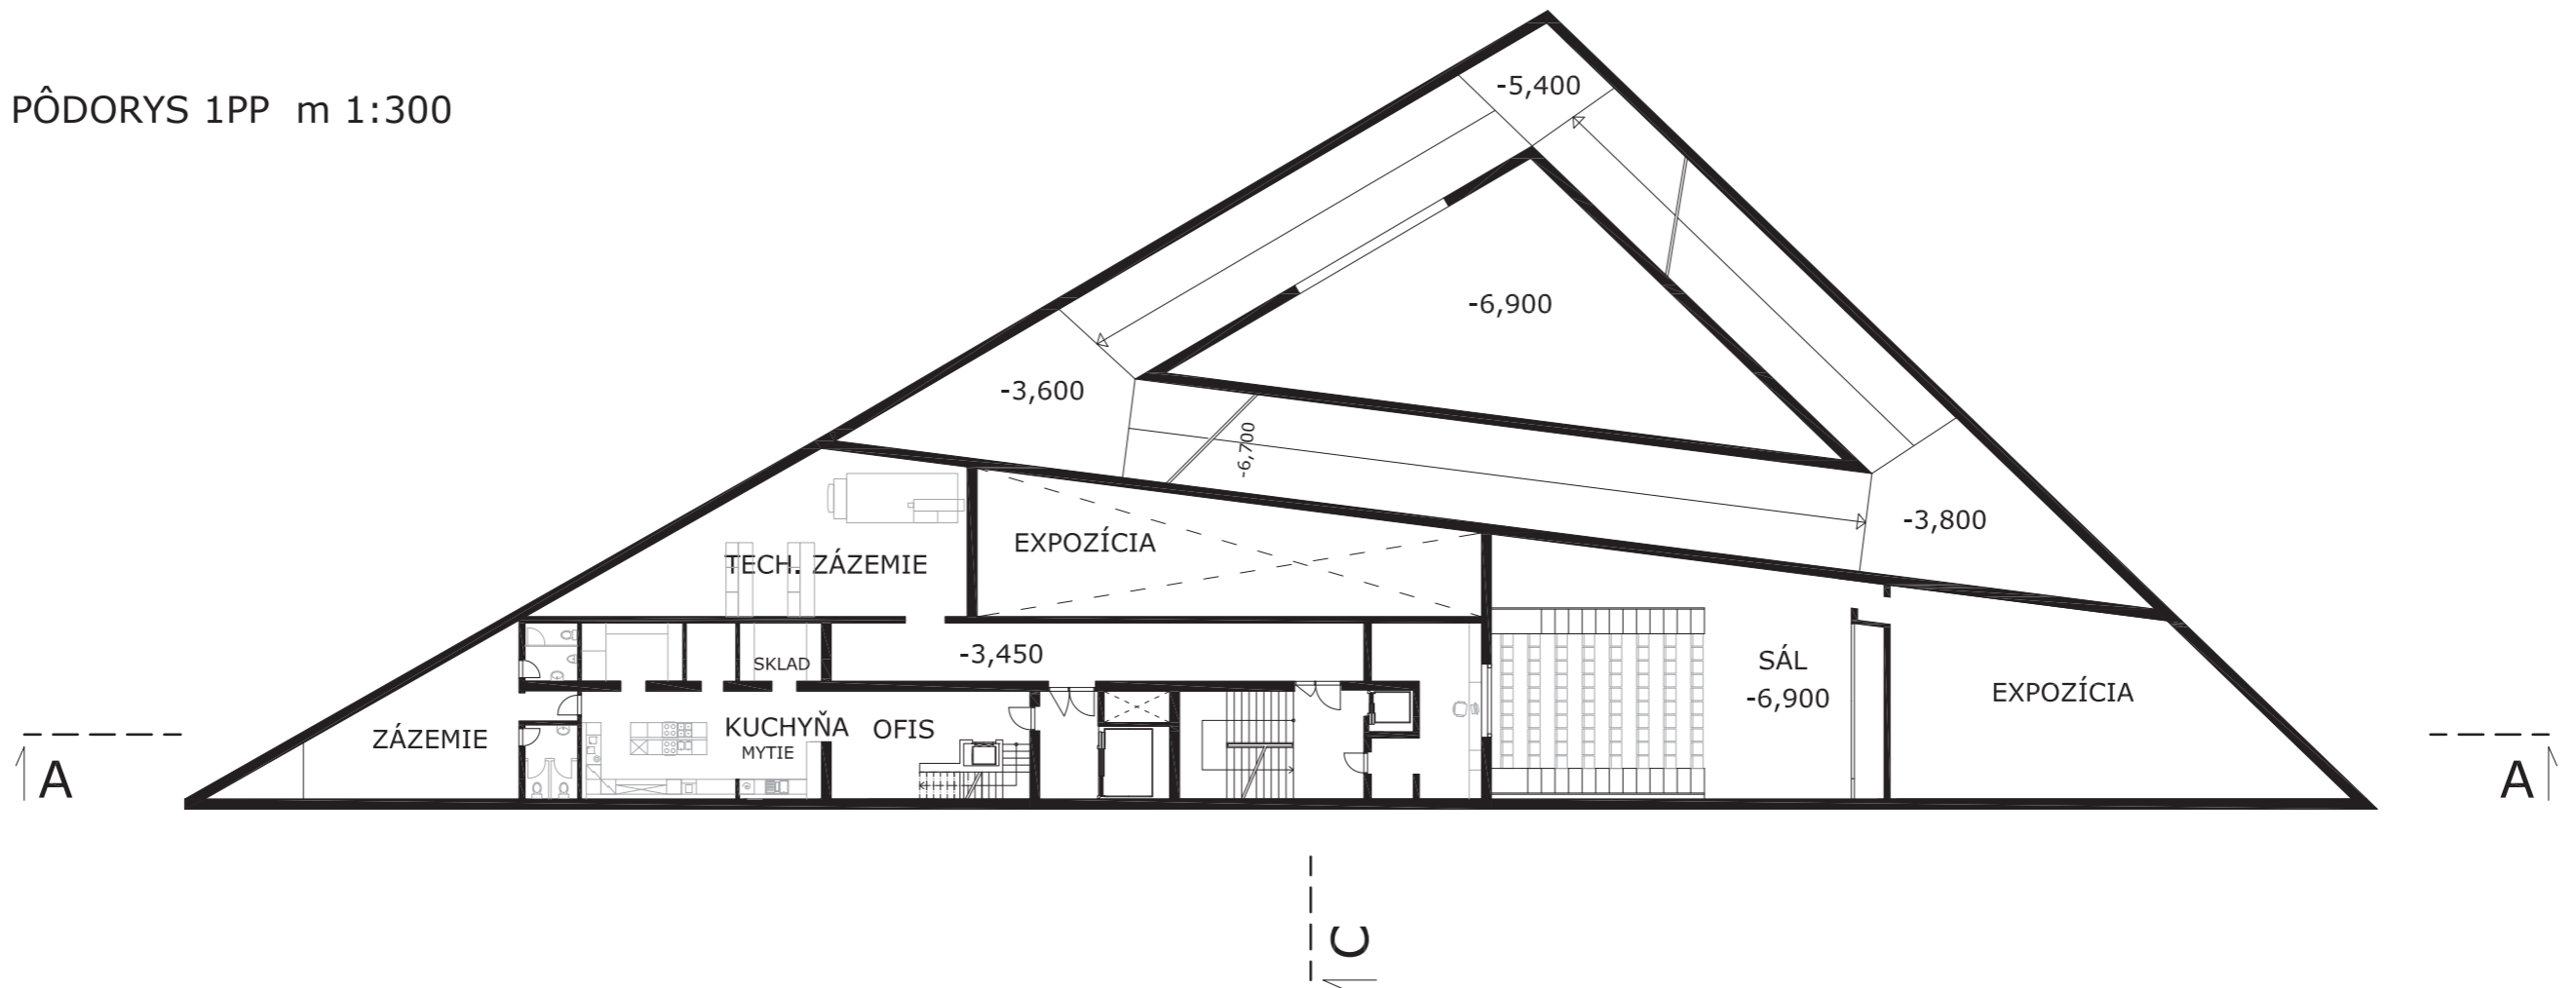 PÔDORYS 1PP m 1:300
-5,400
-6,900
-3,600
-6,700
-3,800
EXPOZÍCIA
TECH. ZÁZEMIE
-3,450
SKLAD
SÁL
-6,900
EXPOZÍCIA
ZÁZEMIE
KUCHYŇA
OFIS
MYTIE
A
A
C